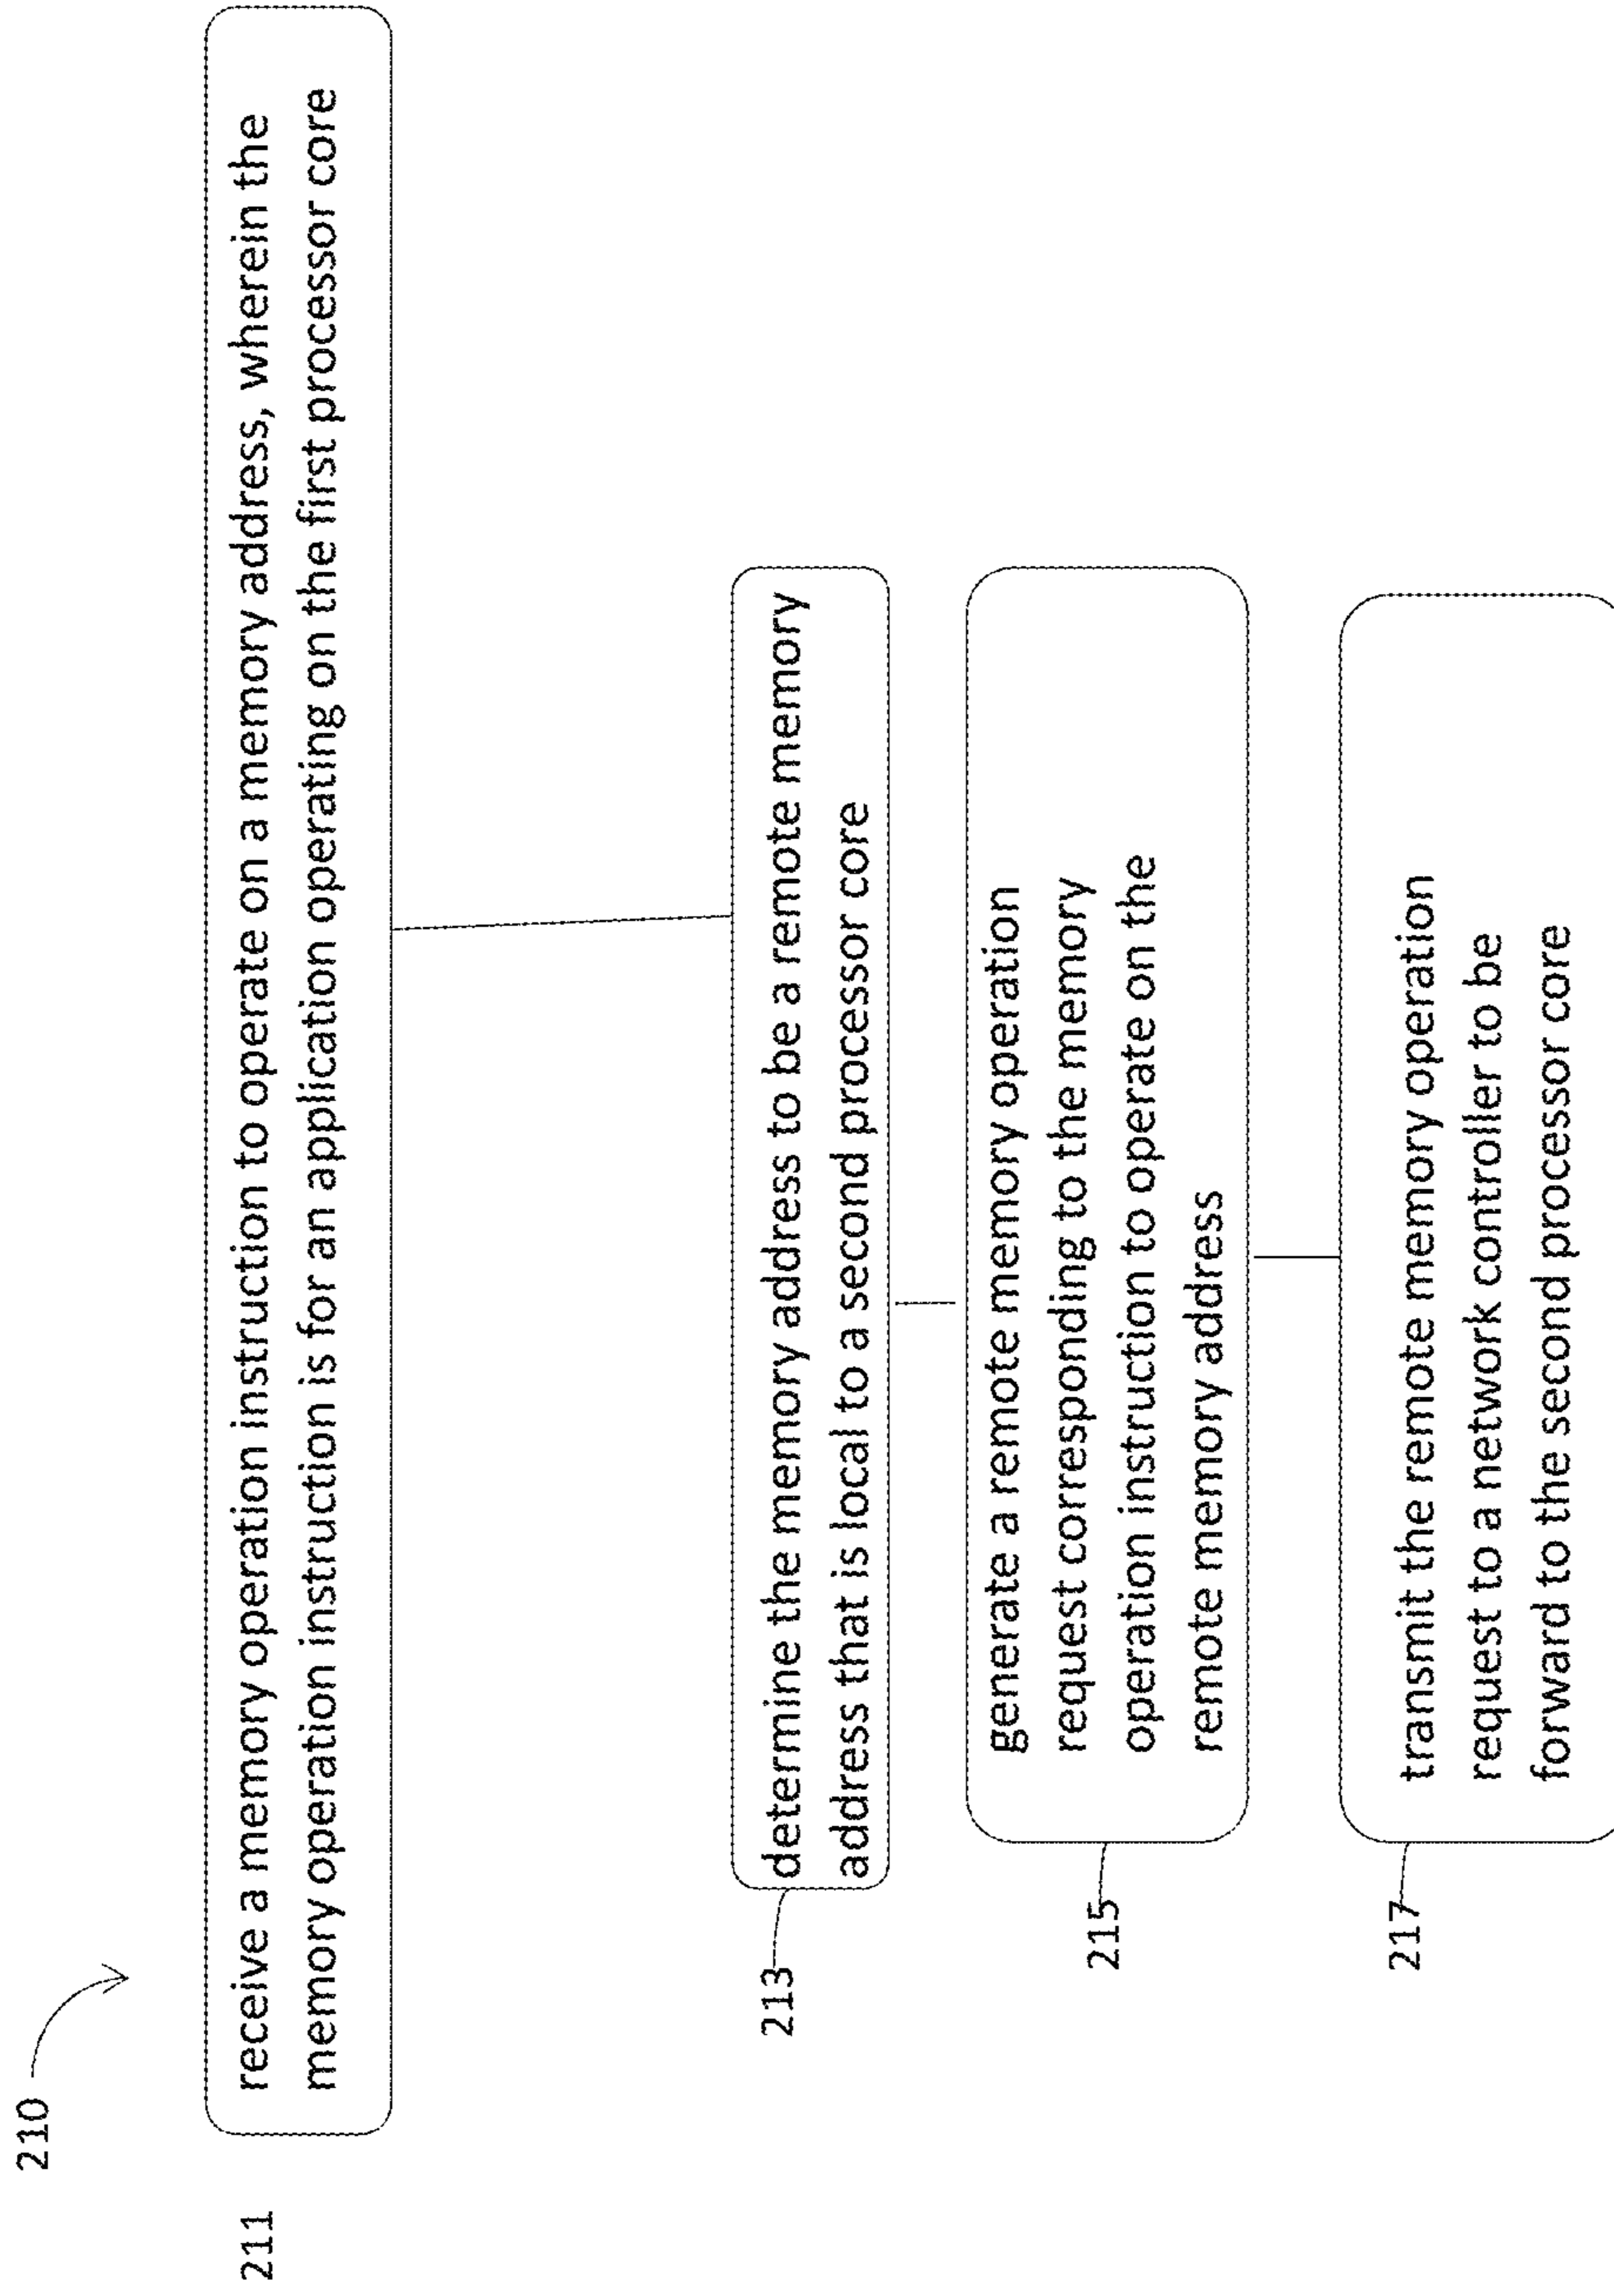 210
211
receive a memory operation instruction to operate on a memory address, wherein the
memory operation instruction is for an application operating on the first processor core
213
determine the memory address to be a remote memory
address that is local to a second processor core
215
generate a remote memory operation
request corresponding to the memory
operation instruction to operate on the
remote memory address
217
transmit the remote memory operation
request to a network controller to be
forward to the second processor core